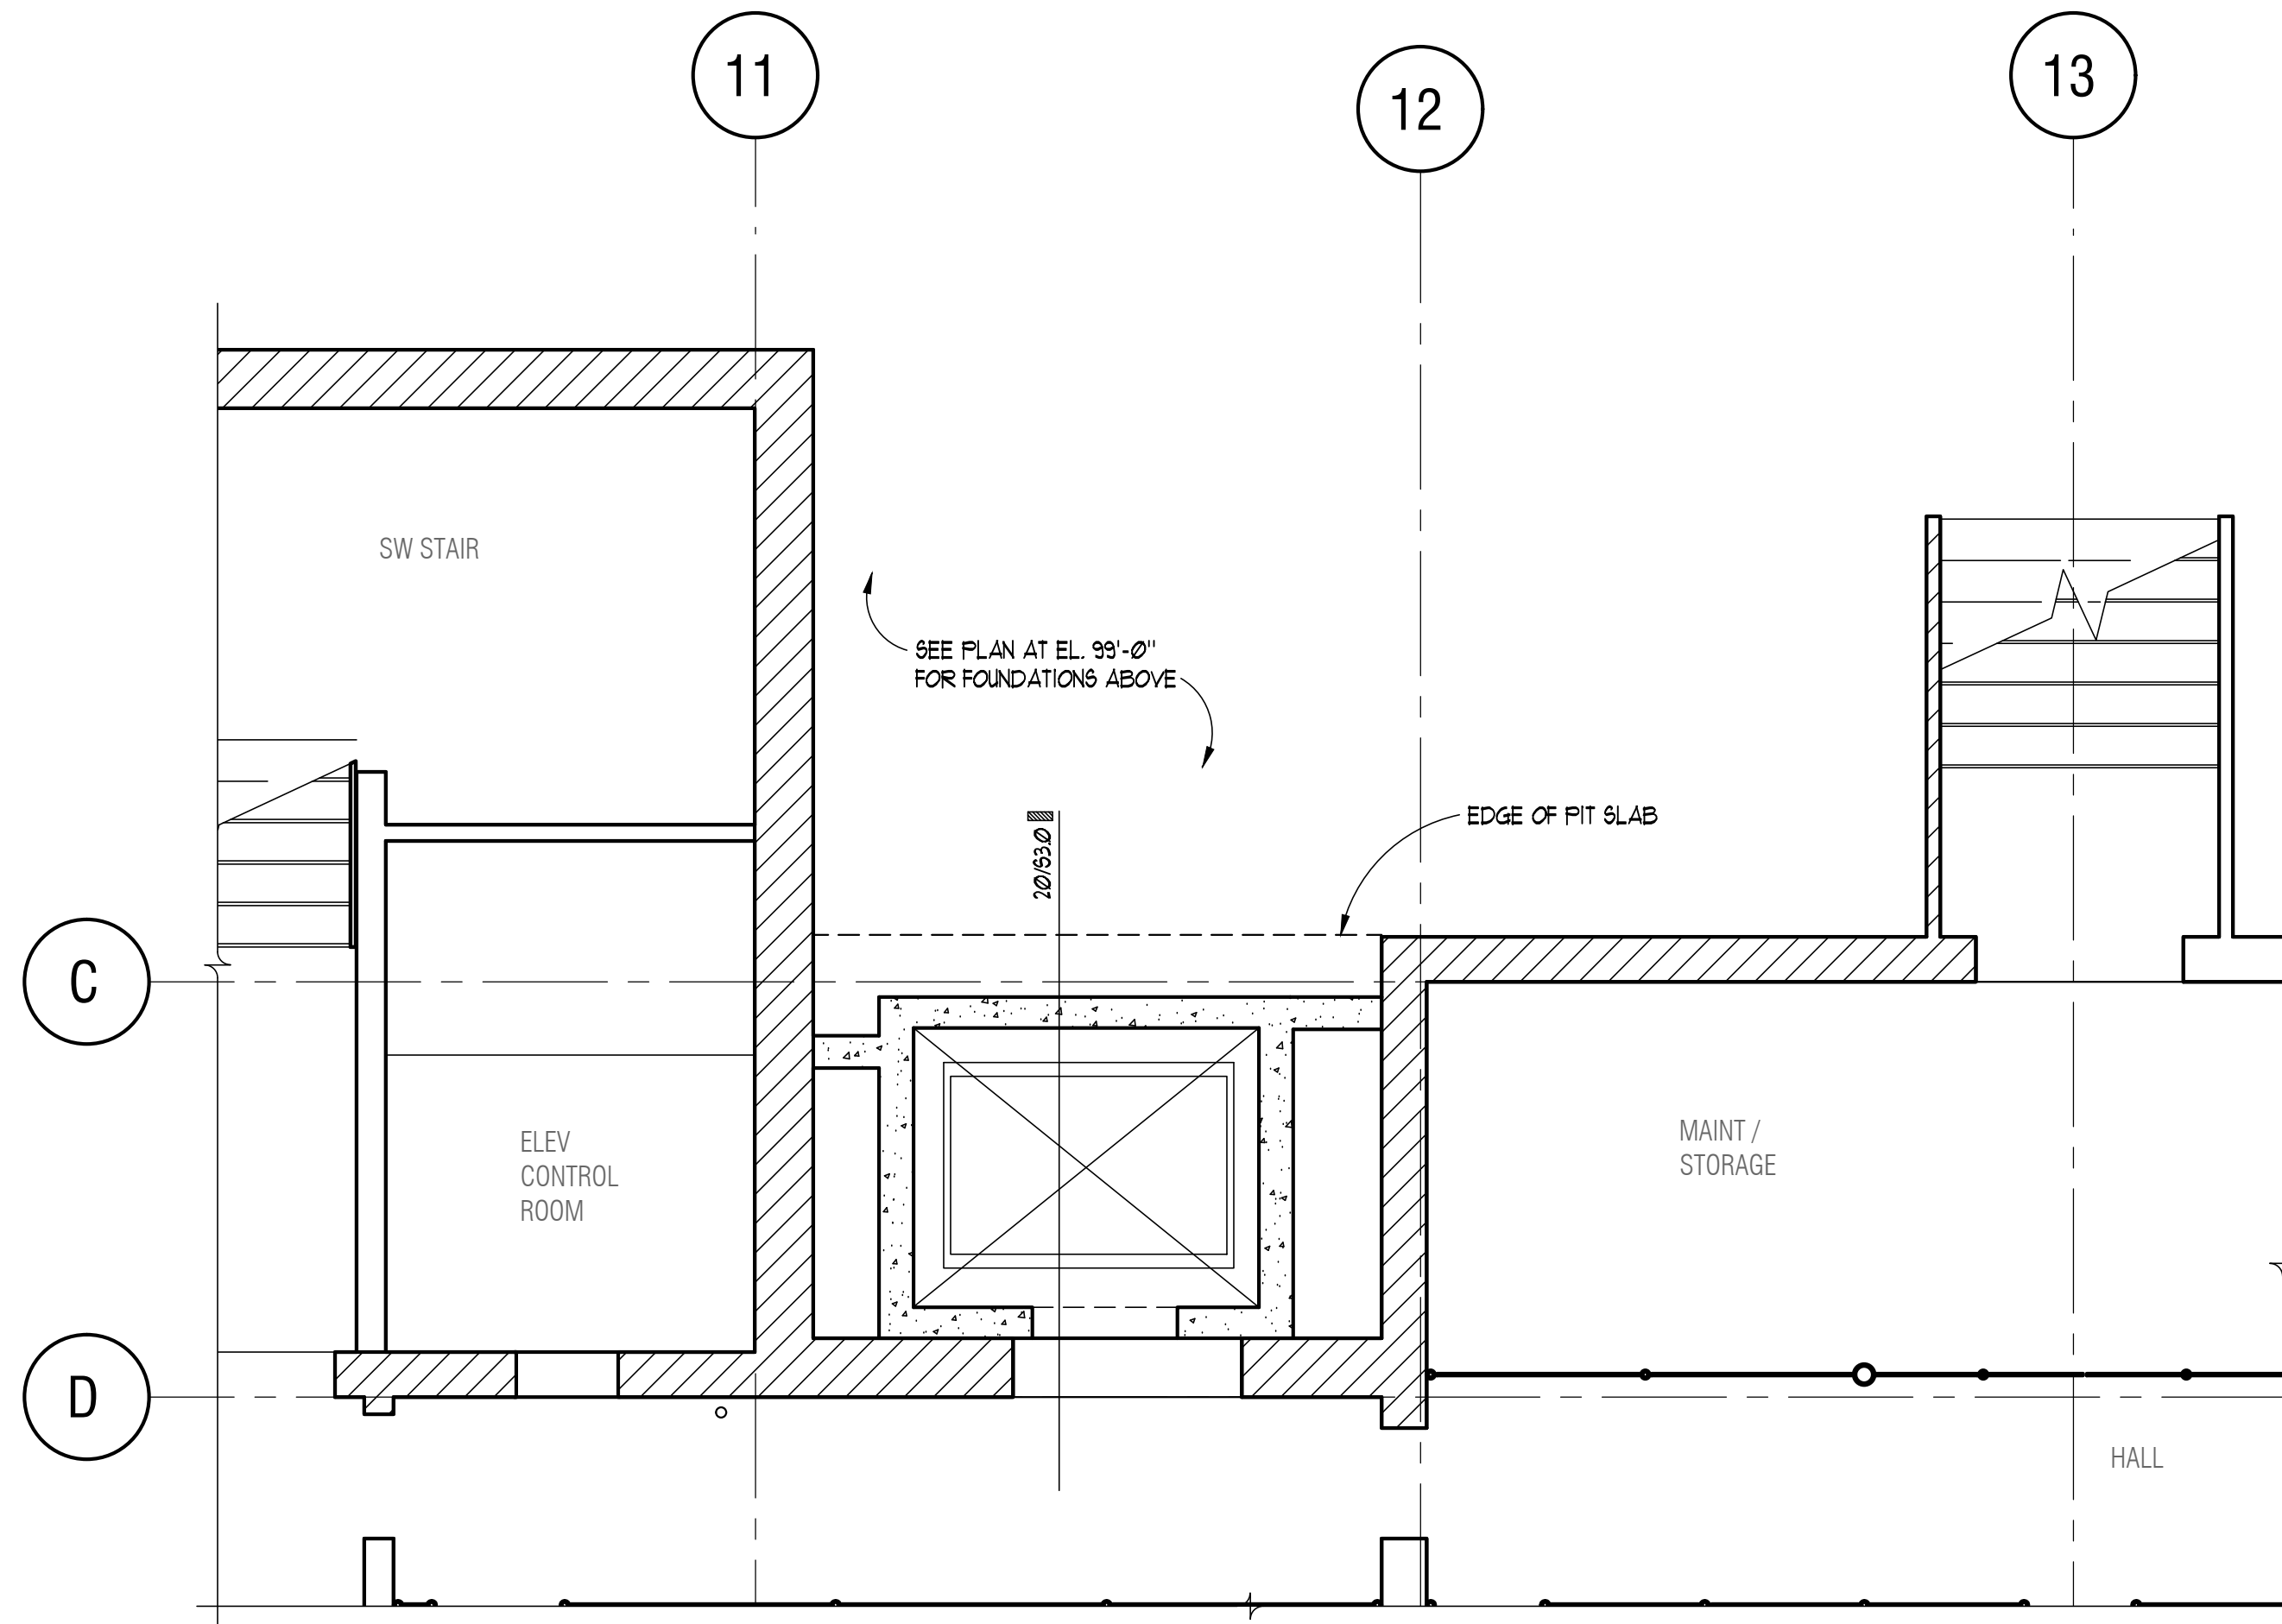 11
12
13
SW STAIR
SEE PLAN AT EL. 99'-0"
FOR FOUNDATIONS ABOVE
EDGE OF PIT SLAB
20/S3.0
C
ELEV
CONTROL
ROOM
MAINT /
STORAGE
D
HALL